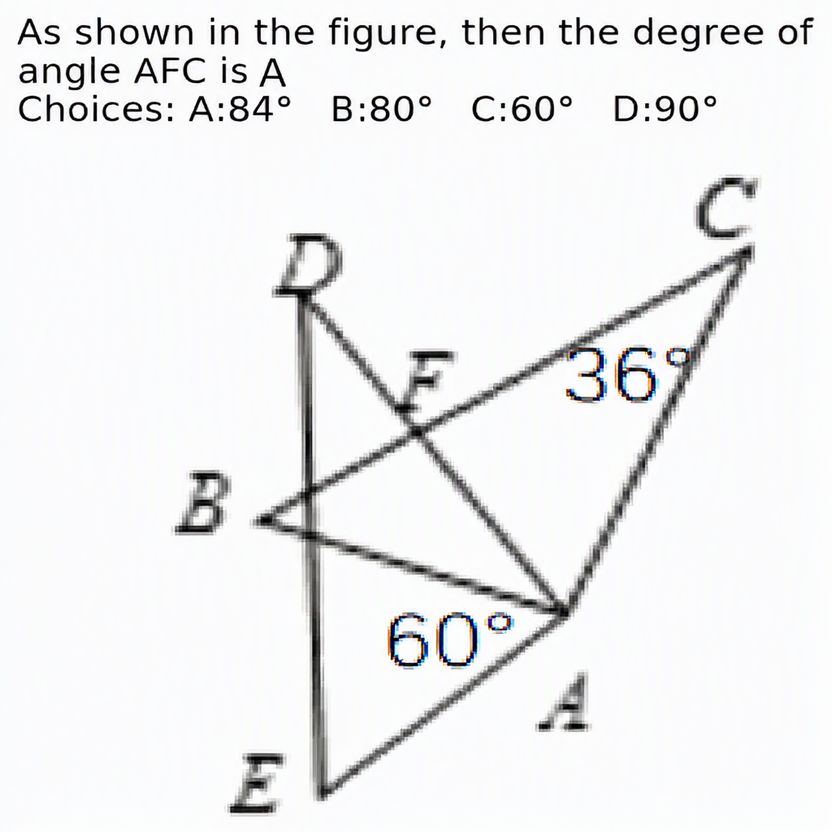 As shown in the figure, then the degree of
angle AFC is A
Choices: A:84° B:80° C:60° D:90°
C
D
F
36°
B
60°
A
E